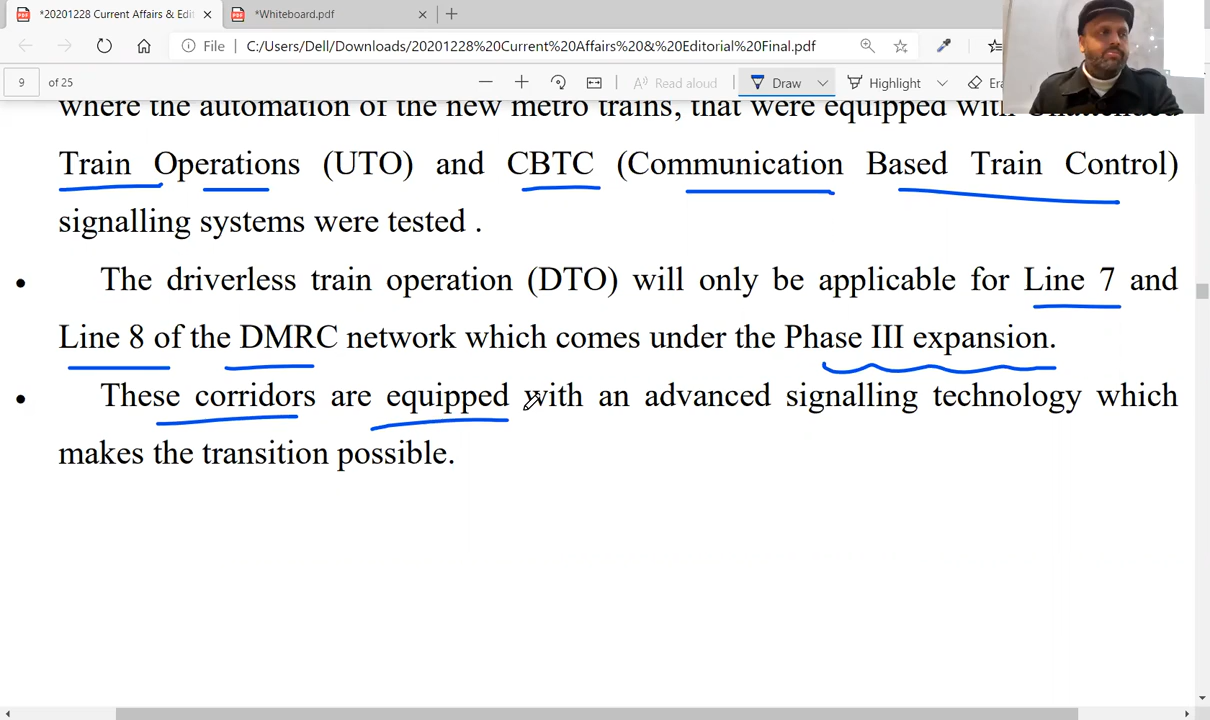 *20201228 Current Affairs & Edit
*Whiteboard.pdf
File C:/Users/Dell/Downloads/20201228%20Current%20Affairs%20&%20Editorial%20Final.pdf
9 of 25 Read aloud Draw Highlight
where the automation of the new metro trains, that were equipped with Unattended
Train Operations (UTO) and CBTC (Communication Based Train Control)
signalling systems were tested .
• The driverless train operation (DTO) will only be applicable for Line 7 and
Line 8 of the DMRC network which comes under the Phase III expansion.
• These corridors are equipped with an advanced signalling technology which
makes the transition possible.